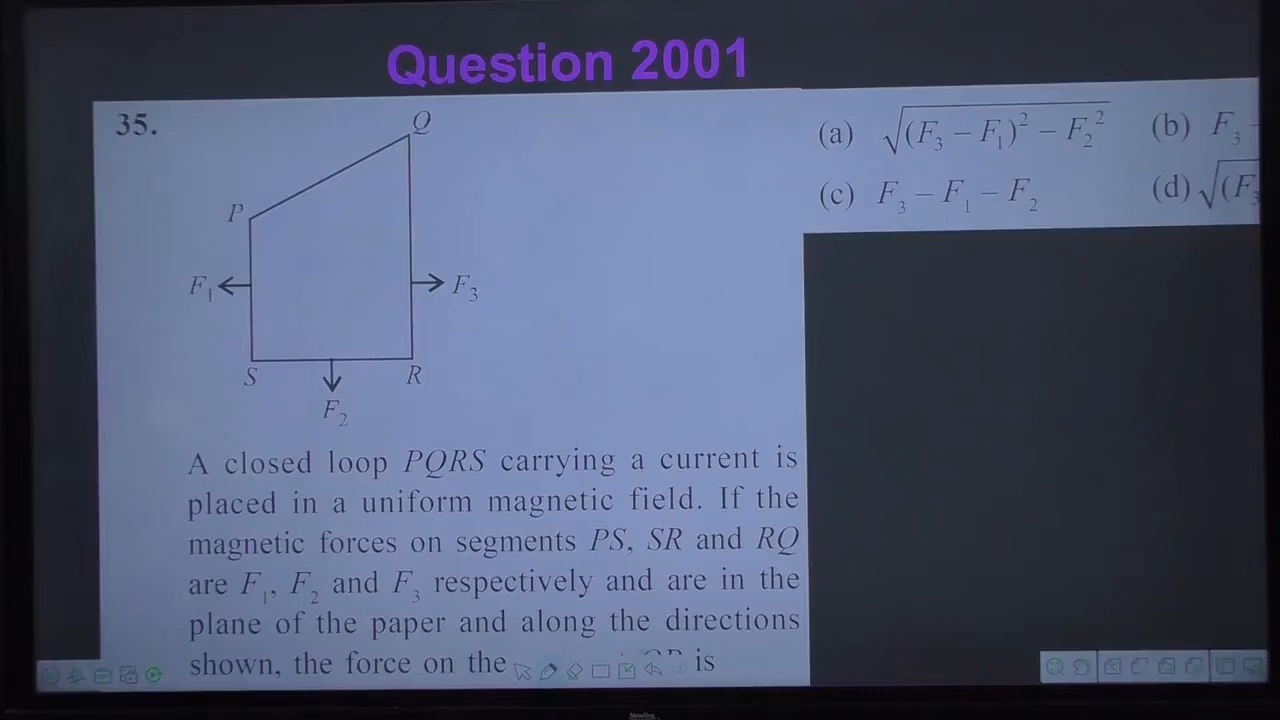 Question 2001
35.
Q
P
F₁
F₃
S
R
F₂
A closed loop PQRS carrying a current is
placed in a uniform magnetic field. If the
magnetic forces on segments PS, SR and RQ
are F₁, F₂ and F₃ respectively and are in the
plane of the paper and along the directions
shown, the force on the is
(a) √(F₃ – F₁)² – F₂² (b) F₃
(c) F₃ – F₁ – F₂ (d) √(F